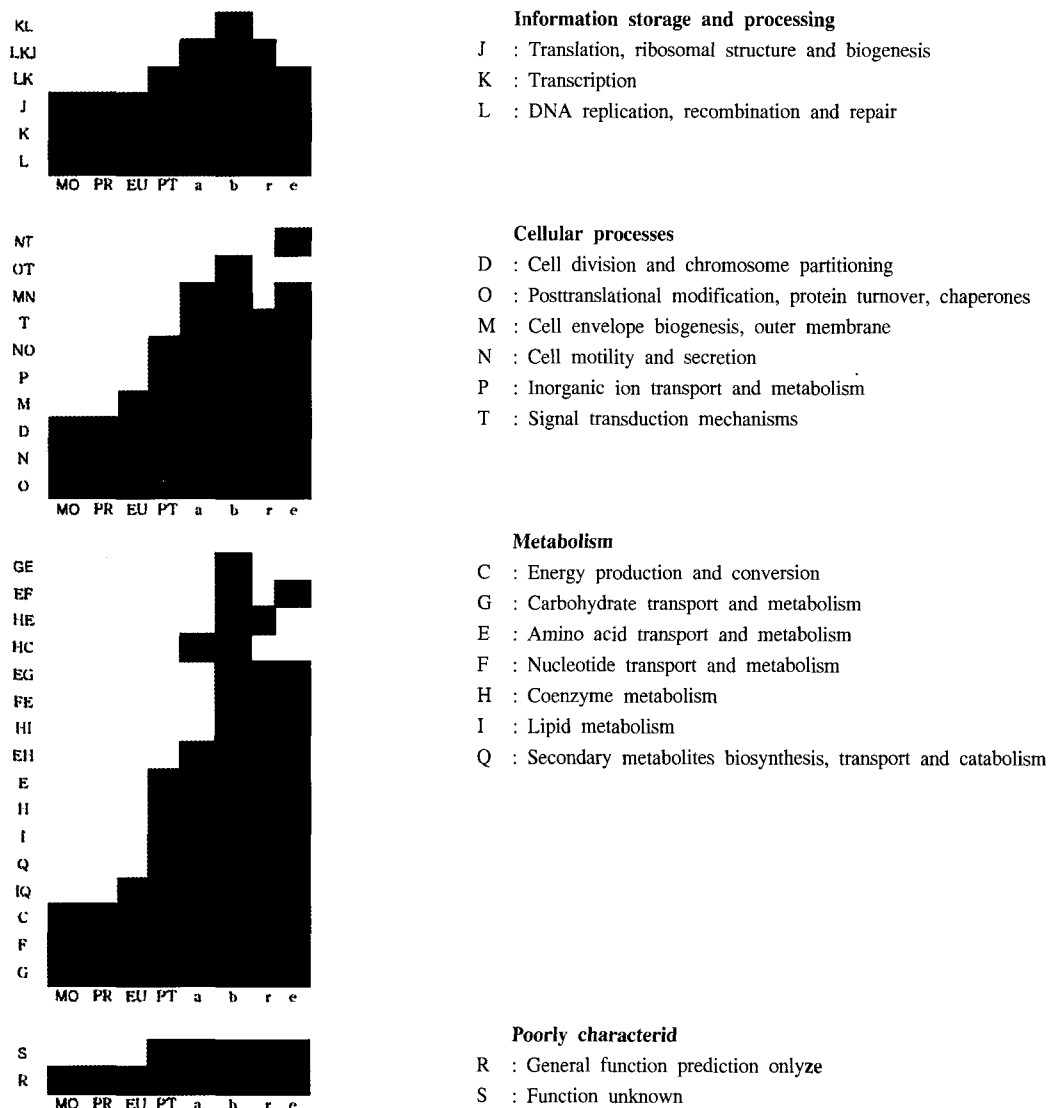 KL
LKJ
LK
J
K
L
MO PR EU PT a b r e
Information storage and processing
J : Translation, ribosomal structure and biogenesis
K : Transcription
L : DNA replication, recombination and repair
NT
OT
MN
T
NO
P
M
D
N
O
MO PR EU PT a b r e
Cellular processes
D : Cell division and chromosome partitioning
O : Posttranslational modification, protein turnover, chaperones
M : Cell envelope biogenesis, outer membrane
N : Cell motility and secretion
P : Inorganic ion transport and metabolism
T : Signal transduction mechanisms
GE
EF
HE
HC
EG
FE
HI
EH
E
H
I
Q
IQ
C
F
G
MO PR EU PT a b r e
Metabolism
C : Energy production and conversion
G : Carbohydrate transport and metabolism
E : Amino acid transport and metabolism
F : Nucleotide transport and metabolism
H : Coenzyme metabolism
I : Lipid metabolism
Q : Secondary metabolites biosynthesis, transport and catabolism
S
R
MO PR EU PT a b r e
Poorly characterid
R : General function prediction onlyze
S : Function unknown